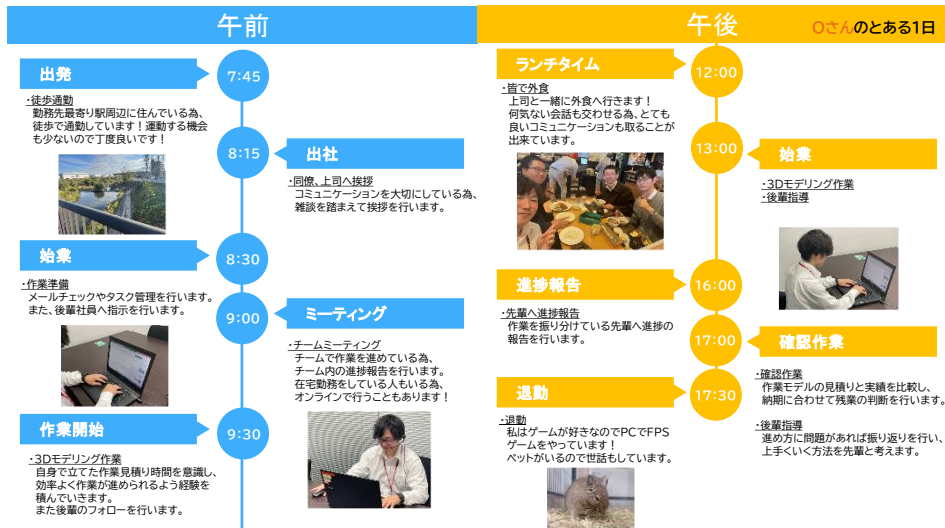 午前
出発
7:45
・徒歩通勤
勤務先最寄り駅周辺に住んでいる為、
徒歩で通勤しています！運動する機会
も少ないので丁度良いです！
8:15
出社
・同僚、上司へ挨拶
コミュニケーションを大切にしている為、
雑談を踏まえて挨拶を行います。
始業
8:30
・作業準備
メールチェックやタスク管理を行います。
また、後輩社員へ指示を行います。
9:00
ミーティング
・チームミーティング
チームで作業を進めている為、
チーム内の進捗報告を行います。
在宅勤務をしている人もいる為、
オンラインで行うこともあります！
作業開始
9:30
・3Dモデリング作業
自身で立てた作業見積り時間を意識し、
効率よく作業が進められるよう経験を
積んでいきます。
また後輩のフォローを行います。
午後
Oさんのとある1日
ランチタイム
12:00
・皆で外食
上司と一緒に外食へ行きます！
何気ない会話も交わせる為、とても
良いコミュニケーションも取ることが
出来ています。
13:00
始業
・3Dモデリング作業
・後輩指導
進捗報告
16:00
・先輩へ進捗報告
作業を振り分けている先輩へ進捗の
報告を行います。
17:00
確認作業
・確認作業
作業モデルの見積りと実績を比較し、
納期に合わせて残業の判断を行います。
・後輩指導
進め方に問題があれば振り返りを行い、
上手くいく方法を先輩と考えます。
退勤
17:30
・退勤
私はゲームが好きなのでPCでFPS
ゲームをやっています！
ペットがいるので世話もしています。